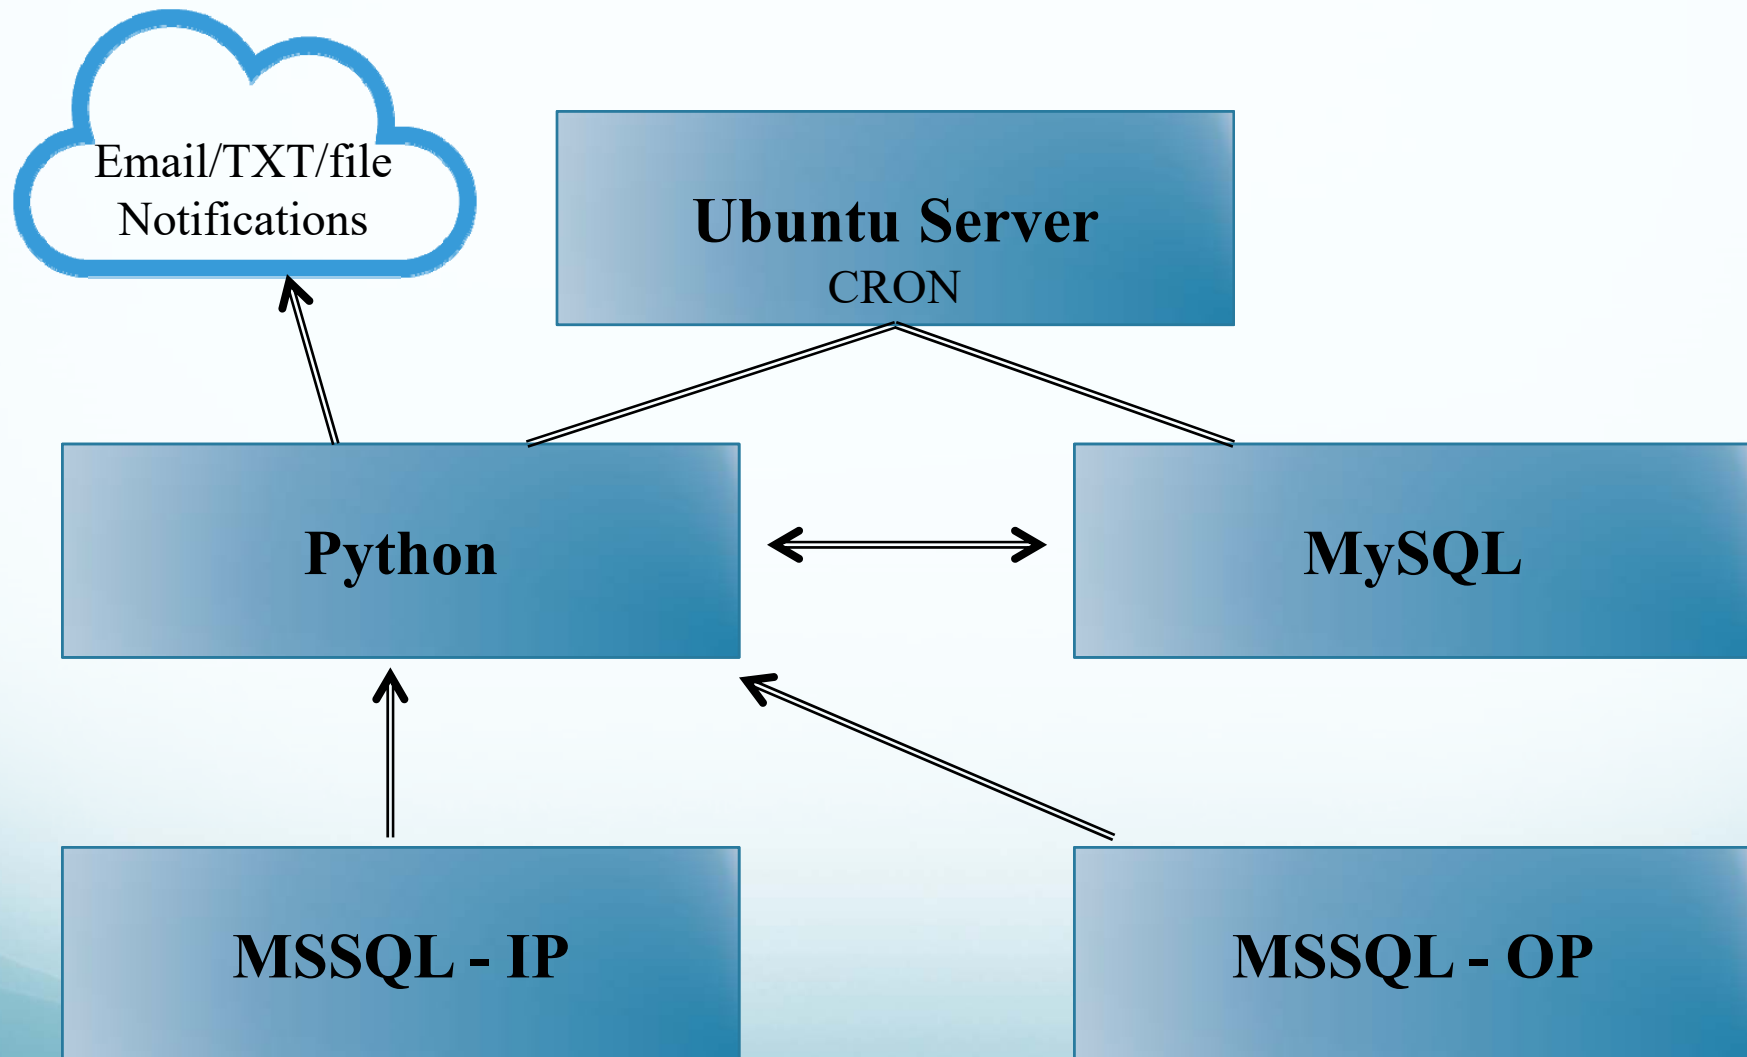 Email/TXT/file
Notifications
Ubuntu Server
CRON
Python
MySQL
MSSQL - IP
MSSQL - OP